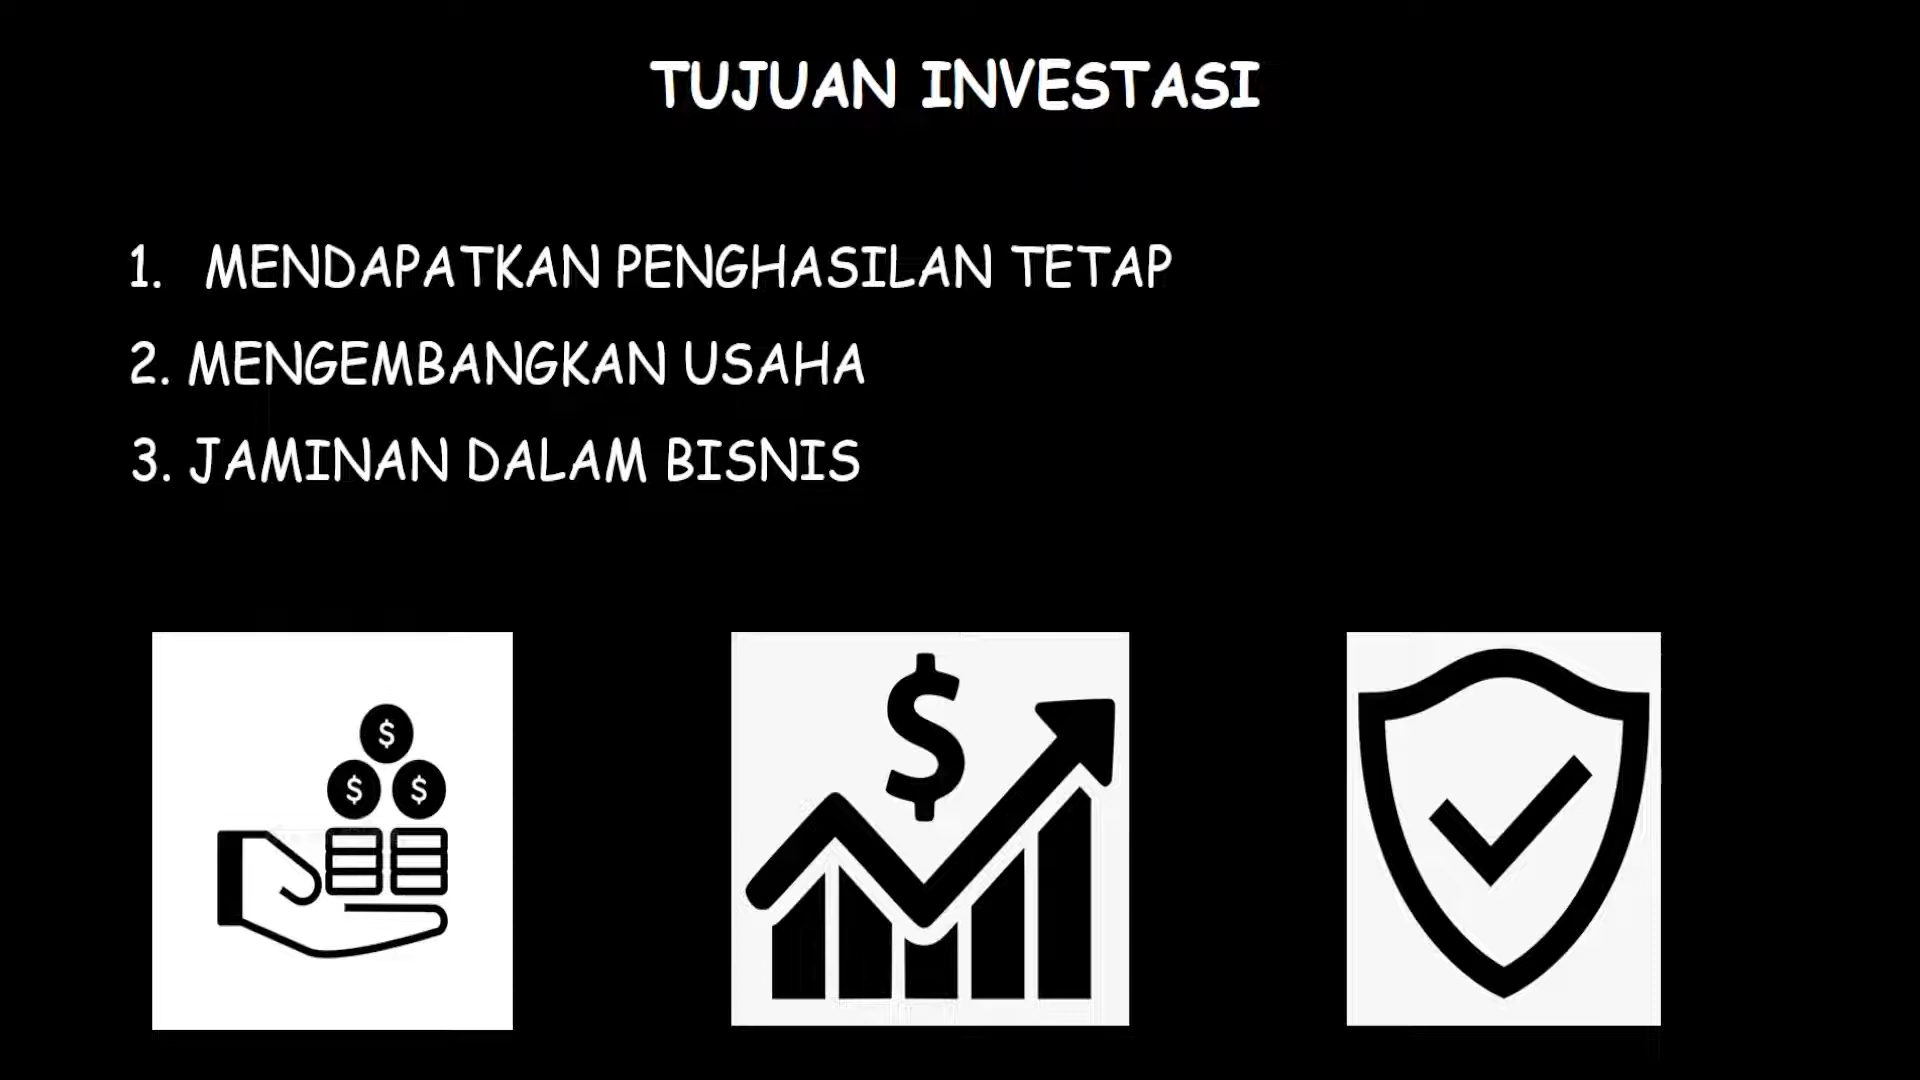 TUJUAN INVESTASI
1. MENDAPATKAN PENGHASILAN TETAP
2. MENGEMBANGKAN USAHA
3. JAMINAN DALAM BISNIS
$
$ $
$